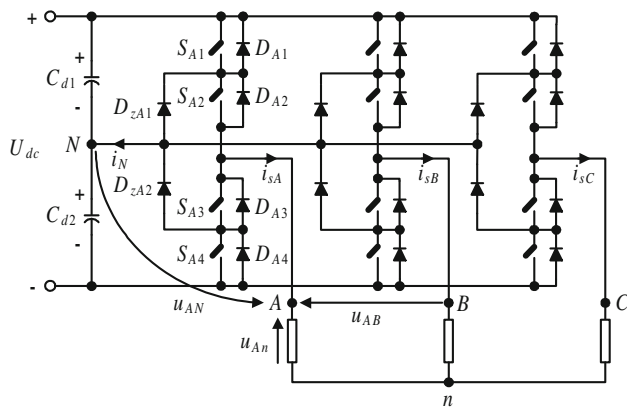 +
+
S_{A1} D_{A1}
C_{d1}
-
D_{zA1} S_{A2} D_{A2}
U_{dc} N
i_N
i_{sA} i_{sB} i_{sC}
D_{zA2}
+
C_{d2}
-
S_{A3} D_{A3}
S_{A4} D_{A4}
-
u_{AN} A u_{AB} B C
u_{An}
n